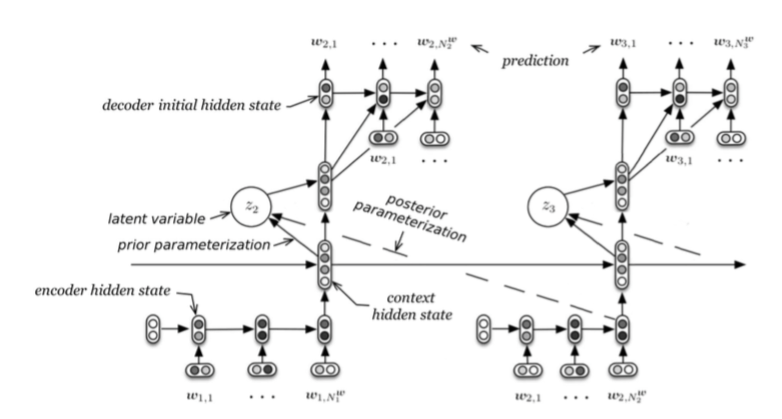 w_{2,1} ... w_{2,N_2^w} prediction w_{3,1} ... w_{3,N_3^w}
decoder initial hidden state
w_{2,1} ... w_{3,1} ...
z_2 z_3
posterior
parameterization
latent variable
prior parameterization
encoder hidden state
context
hidden state
w_{1,1} ... w_{1,N_1^w} w_{2,1} ... w_{2,N_2^w}